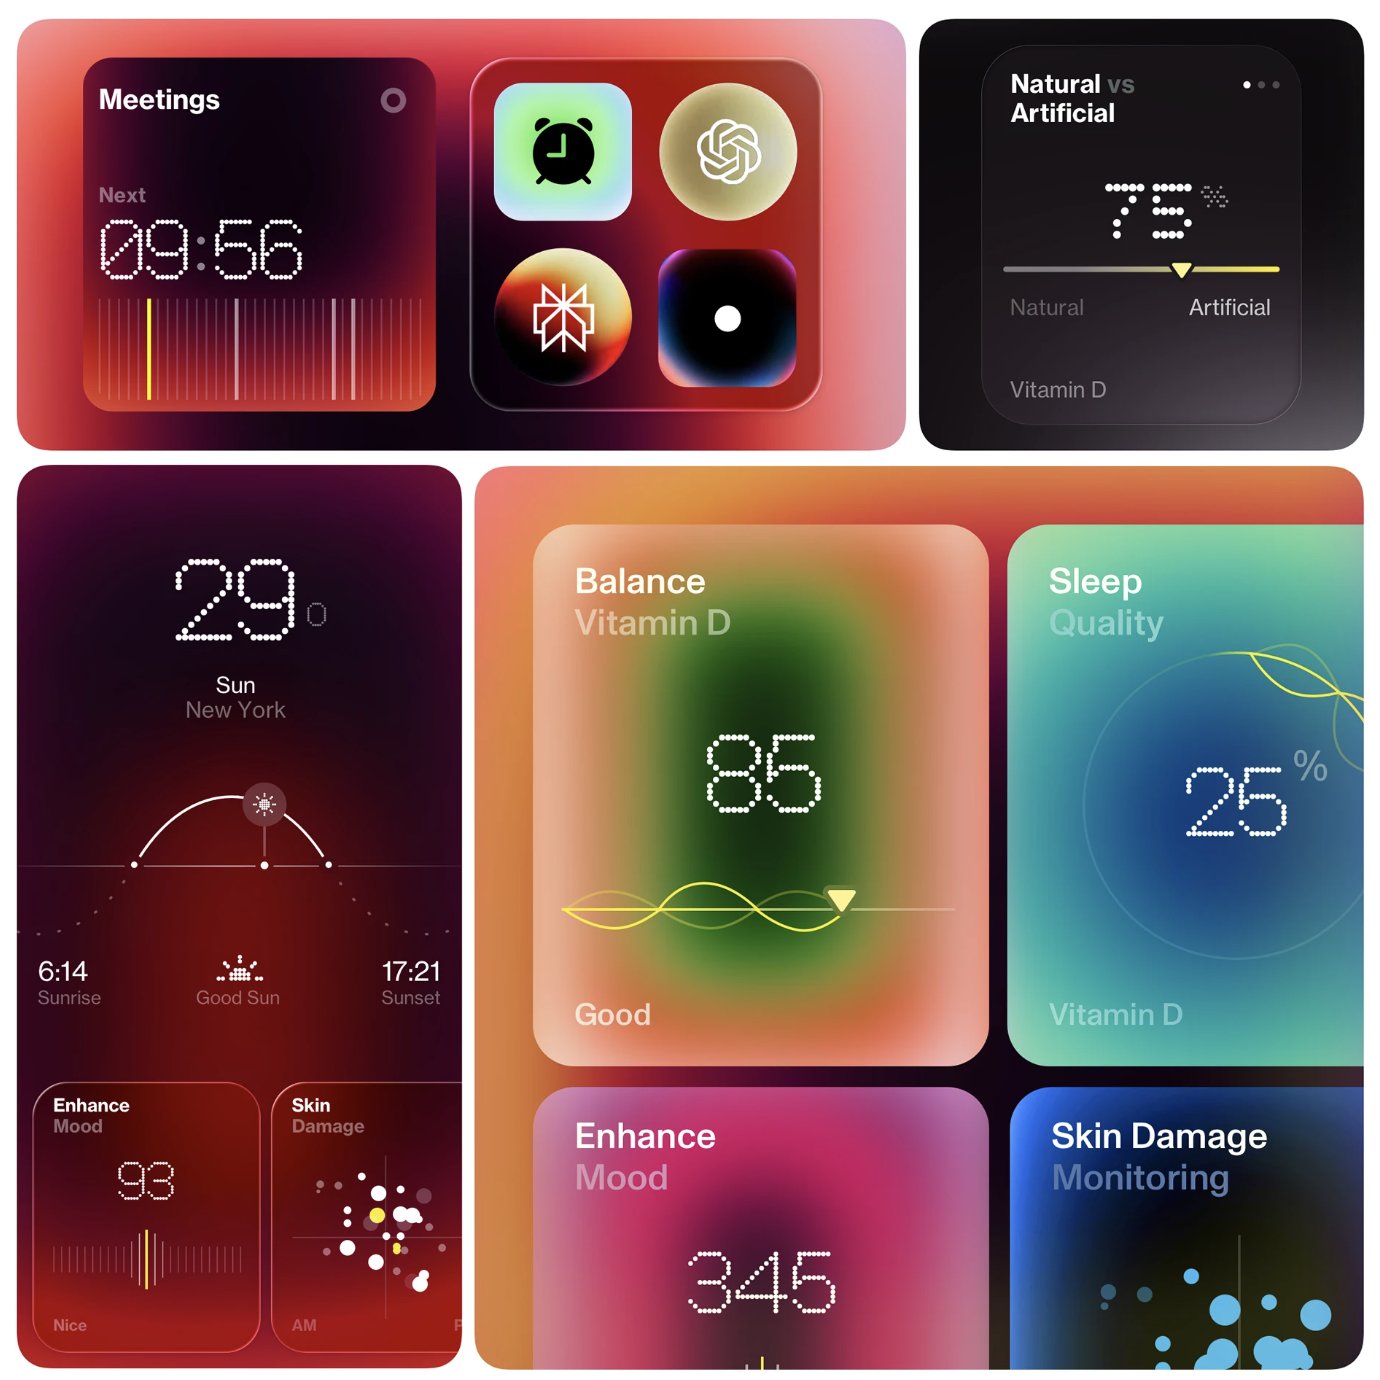 Meetings
Next
09:56
Natural vs
Artificial
75%
Natural
Artificial
Vitamin D
29°
Sun
New York
6:14
Sunrise
Good Sun
17:21
Sunset
Enhance
Mood
93
Nice
Skin
Damage
AM
Balance
Vitamin D
85
Good
Sleep
Quality
25%
Vitamin D
Enhance
Mood
345
Skin Damage
Monitoring